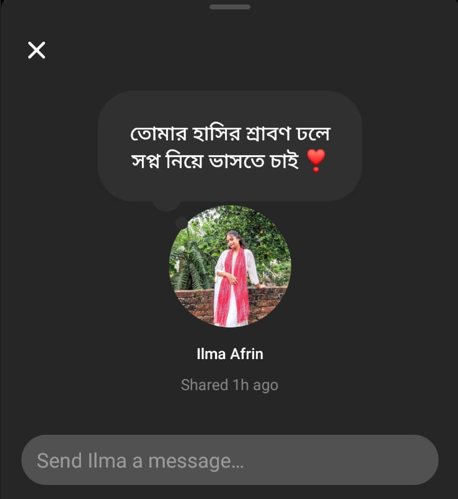 তোমার হাসির শ্রাবণ ঢলে
সপ্ন নিয়ে ভাসতে চাই ❣️
Ilma Afrin
Shared 1h ago
Send Ilma a message...